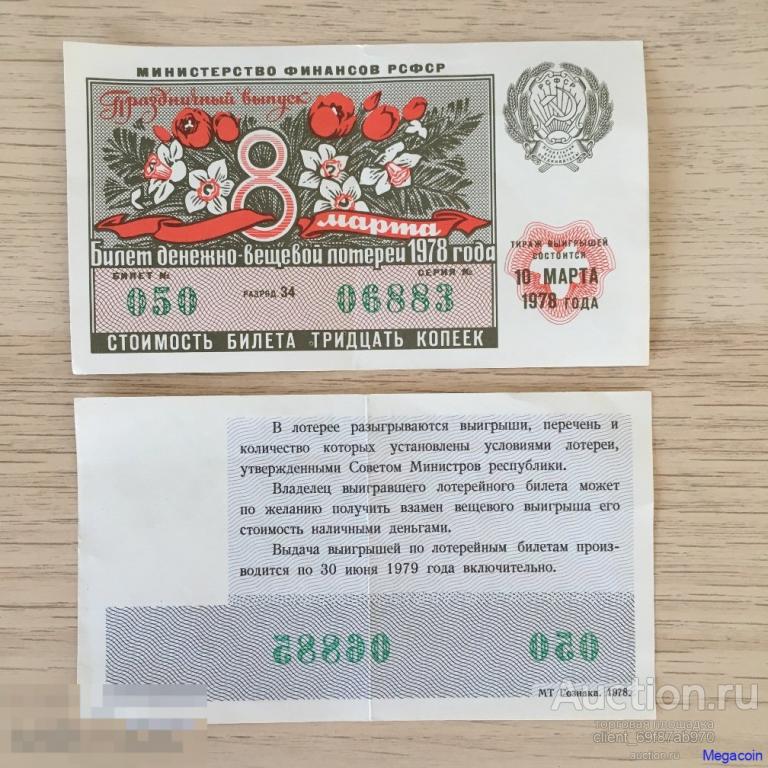 МИНИСТЕРСТВО ФИНАНСОВ РСФСР
Праздничный выпуск
РСФСР
8
марта
Билет денежно-вещевой лотереи 1978 года
БИЛЕТ №
СЕРИЯ №
050
РАЗРЯД 34
06883
СТОИМОСТЬ БИЛЕТА ТРИДЦАТЬ КОПЕЕК
ТИРАЖ ВЫИГРЫШЕЙ
СОСТОИТСЯ
10 МАРТА
1978 ГОДА
В лотерее разыгрываются выигрыши, перечень и
количество которых установлены условиями лотереи,
утвержденными Советом Министров республики.
Владелец выигравшего лотерейного билета может
по желанию получить взамен вещевого выигрыша его
стоимость наличными деньгами.
Выдача выигрышей по лотерейным билетам произ-
водится по 30 июня 1979 года включительно.
06885
050
МТ Гознака. 1978.
Auction.ru
торговая площадка
client_69f87ab970
auction.ru
Megacoin